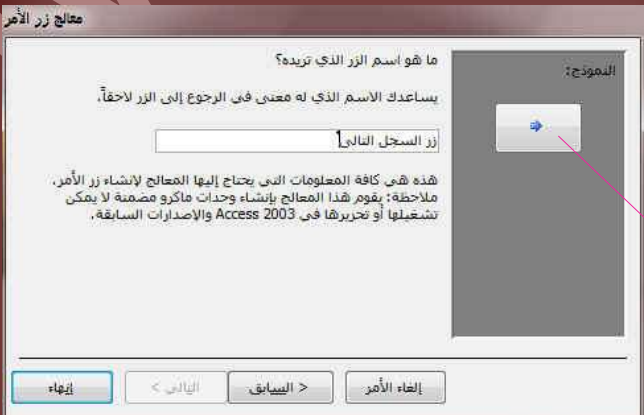 معالج زر الأمر
النموذج:
ما هو اسم الزر الذي تريده؟
يساعدك الاسم الذي له معنى في الرجوع إلى الزر لاحقاً.
زر السجل التالي
هذه هي كافة المعلومات التي يحتاج إليها المعالج لإنشاء زر الأمر.
ملاحظة: يقوم هذا المعالج بإنشاء وحدات ماكرو مضمنة لا يمكن
تشغيلها أو تحريرها في Access 2003 والإصدارات السابقة.
إلغاء الأمر
< السابق
التالي >
إنهاء